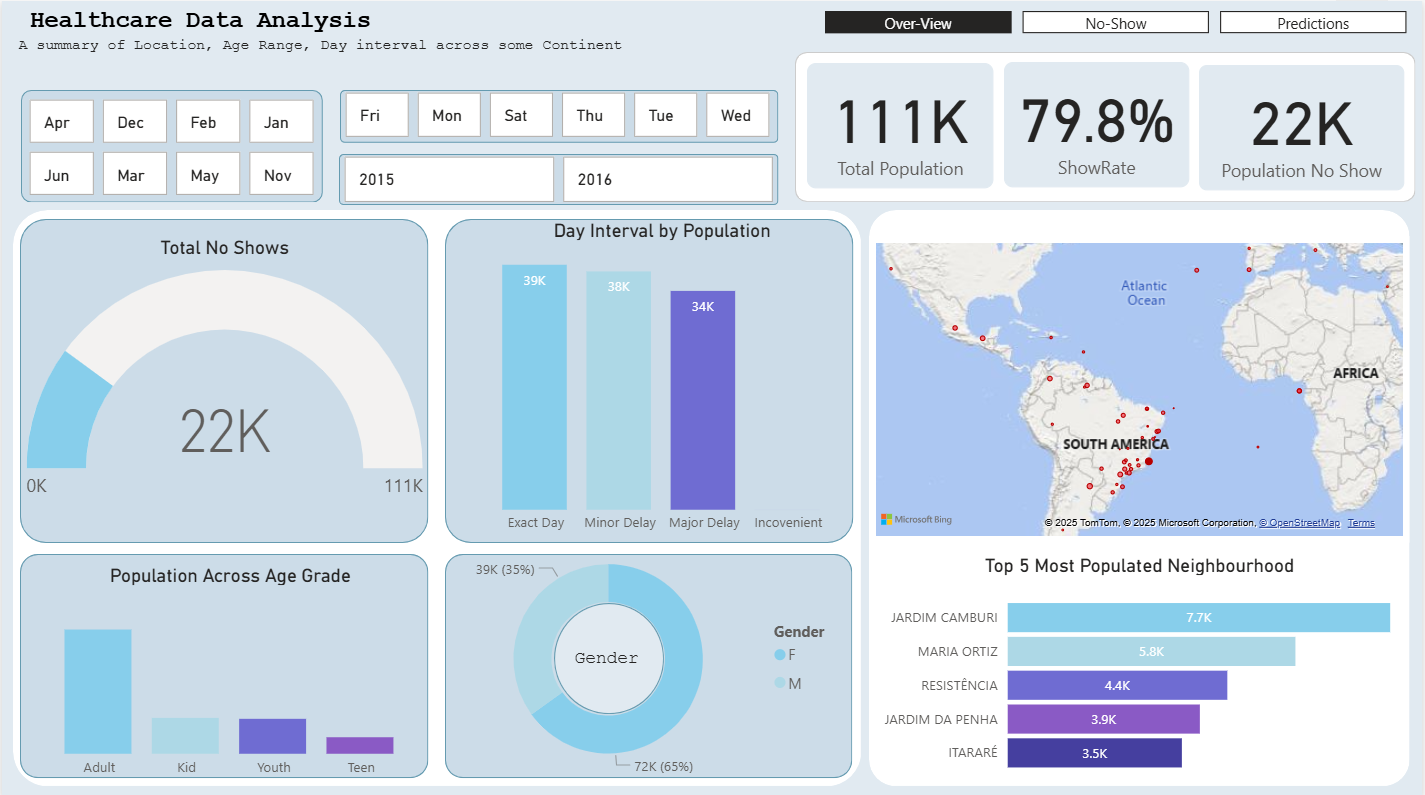 Healthcare Data Analysis
A summary of Location, Age Range, Day interval across some Continent
Over-View
No-Show
Predictions
Apr
Dec
Feb
Jan
Jun
Mar
May
Nov
Fri
Mon
Sat
Thu
Tue
Wed
2015
2016
111K
Total Population
79.8%
ShowRate
22K
Population No Show
Total No Shows
22K
0K
111K
Day Interval by Population
39K
38K
34K
Exact Day
Minor Delay
Major Delay
Incovenient
Atlantic
Ocean
AFRICA
SOUTH AMERICA
Microsoft Bing
© 2025 TomTom, © 2025 Microsoft Corporation, © OpenStreetMap Terms
Population Across Age Grade
Adult
Kid
Youth
Teen
39K (35%)
Gender
72K (65%)
Gender
F
M
Top 5 Most Populated Neighbourhood
JARDIM CAMBURI
7.7K
MARIA ORTIZ
5.8K
RESISTÊNCIA
4.4K
JARDIM DA PENHA
3.9K
ITARARÉ
3.5K